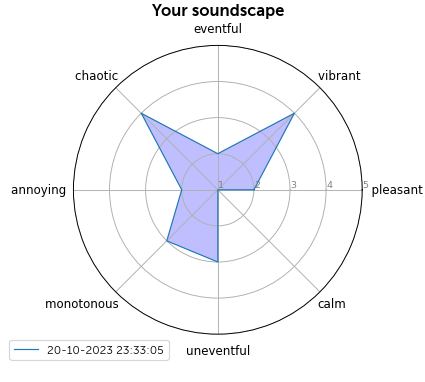 Your soundscape
eventful
chaotic
vibrant
annoying
1 2 3 4 5
pleasant
monotonous
calm
20-10-2023 23:33:05
uneventful